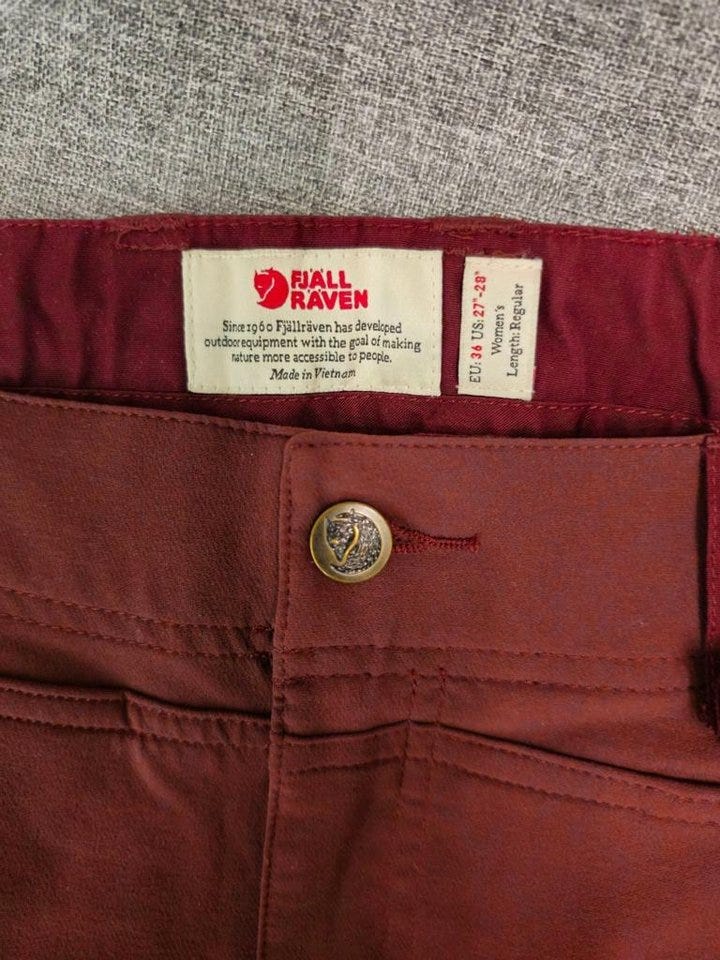 FJÄLL
RÄVEN
Since 1960 Fjällräven has developed
outdoor equipment with the goal of making
nature more accessible to people.
Made in Vietnam
EU: 36 US: 27"-28"
Women's
Length: Regular